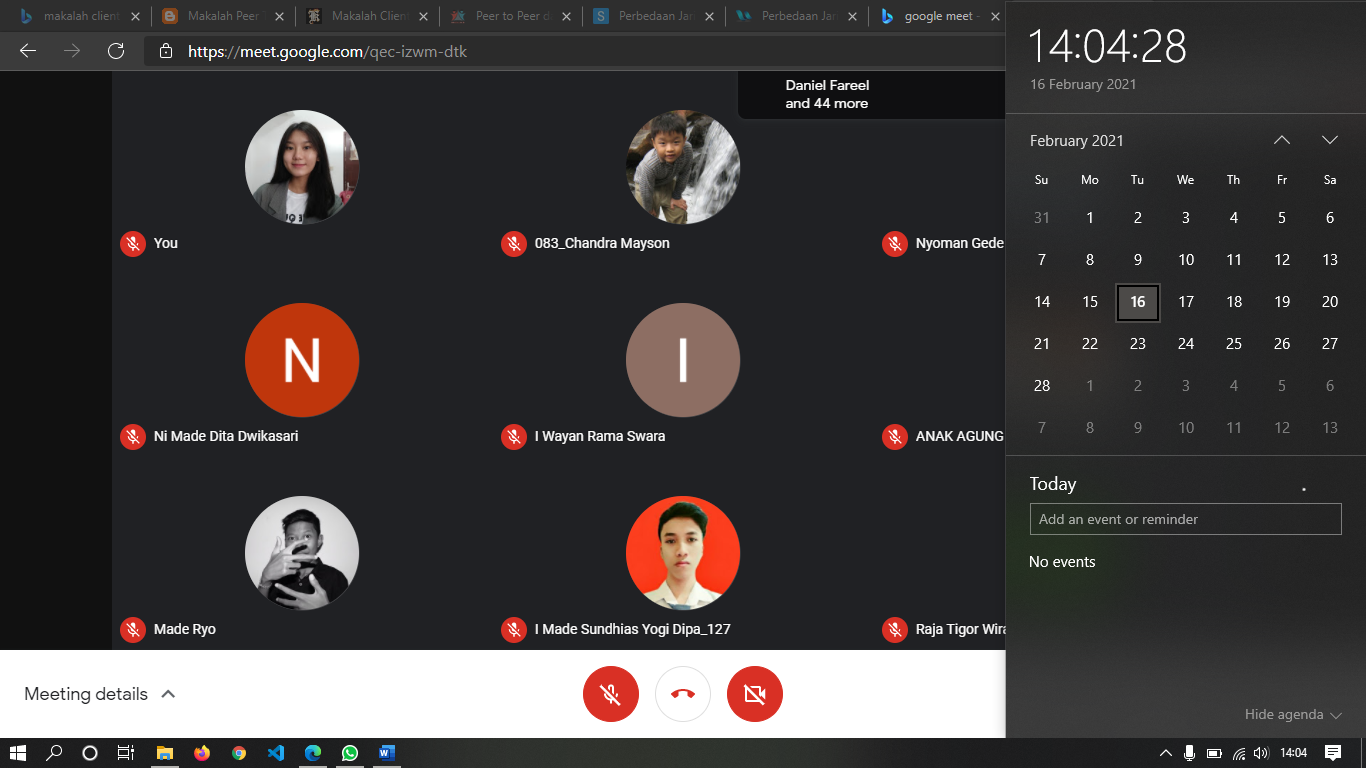 makalah client
Makalah Peer
Makalah Clien
Peer to Peer d
Perbedaan Jar
Perbedaan Jar
google meet -
https://meet.google.com/qec-izwm-dtk
Daniel Fareel
and 44 more
You
083_Chandra Mayson
Nyoman Gede
N
I
Ni Made Dita Dwikasari
I Wayan Rama Swara
ANAK AGUNG
Made Ryo
I Made Sundhias Yogi Dipa_127
Raja Tigor Wira
Meeting details
14:04:28
16 February 2021
February 2021
Su Mo Tu We Th Fr Sa
31 1 2 3 4 5 6
7 8 9 10 11 12 13
14 15 16 17 18 19 20
21 22 23 24 25 26 27
28 1 2 3 4 5 6
7 8 9 10 11 12 13
Today
Add an event or reminder
No events
Hide agenda
14:04